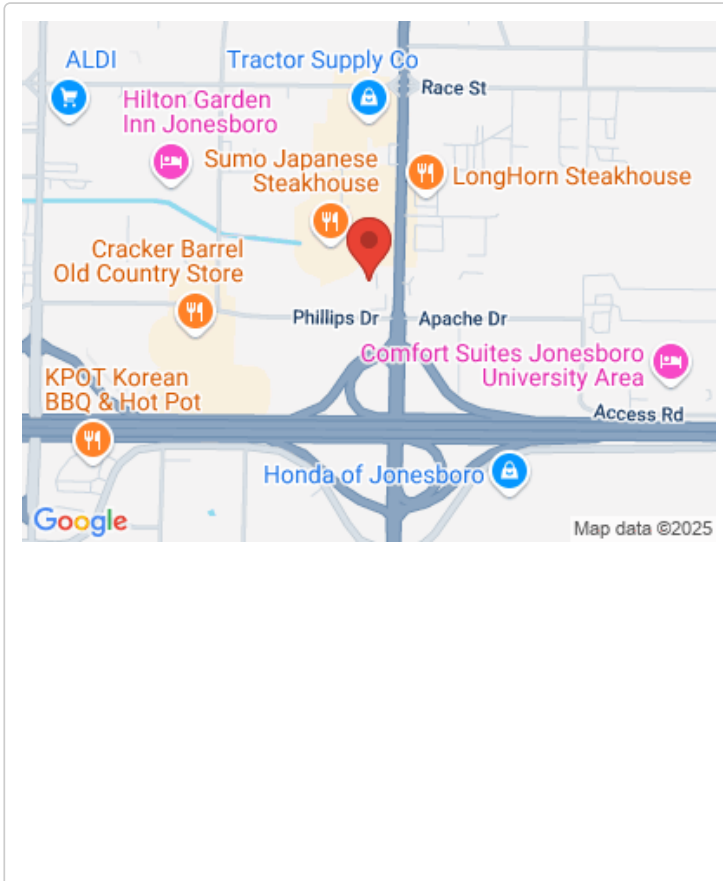 ALDI
Tractor Supply Co
Race St
Hilton Garden
Inn Jonesboro
Sumo Japanese
Steakhouse
LongHorn Steakhouse
Cracker Barrel
Old Country Store
Phillips Dr
Apache Dr
Comfort Suites Jonesboro
University Area
KPOT Korean
BBQ & Hot Pot
Access Rd
Honda of Jonesboro
Google
Map data ©2025